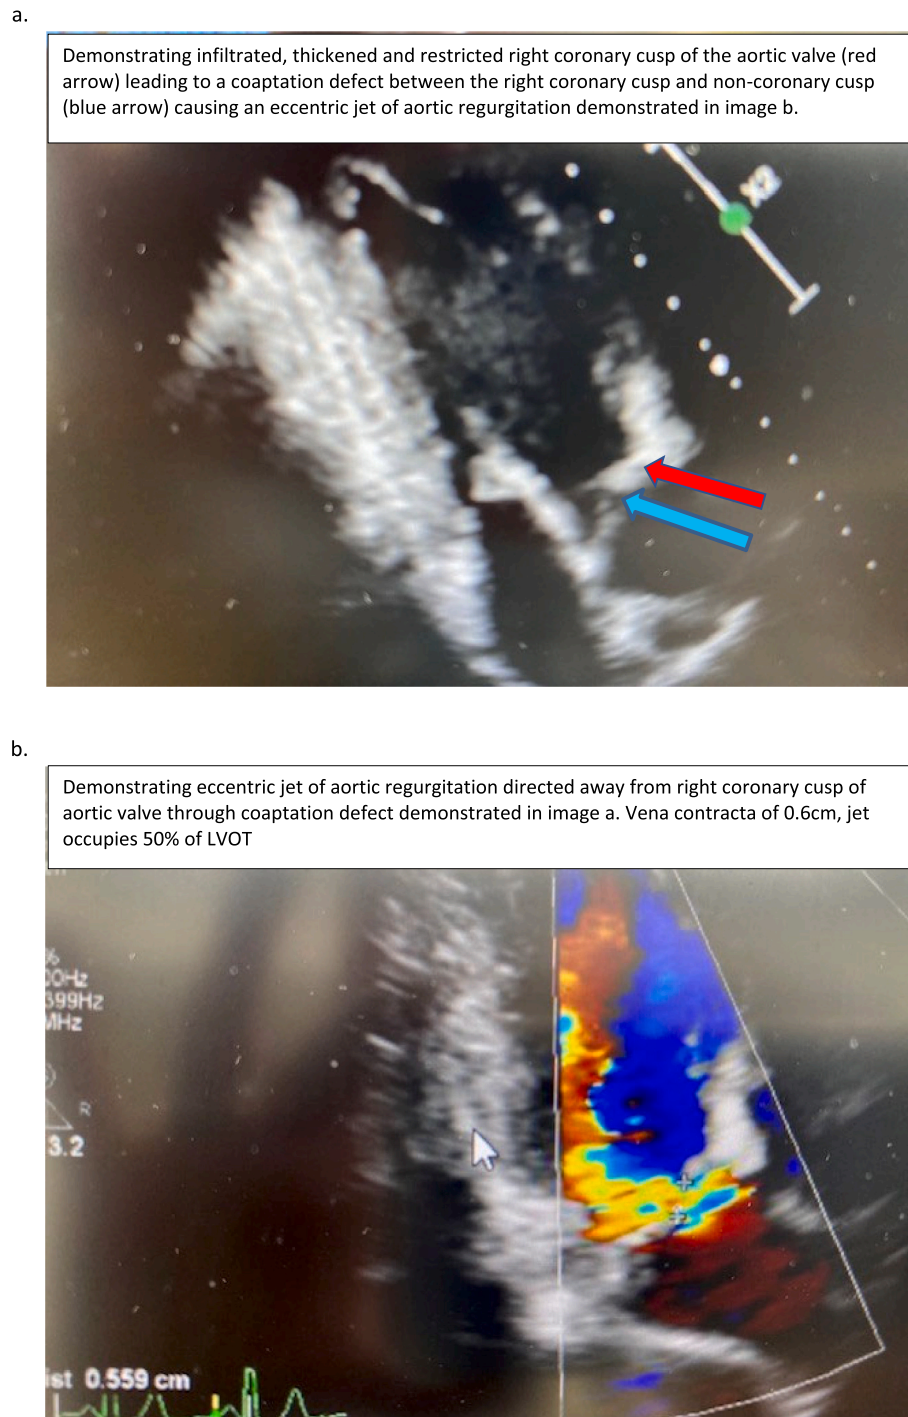 a.
Demonstrating infiltrated, thickened and restricted right coronary cusp of the aortic valve (red
arrow) leading to a coaptation defect between the right coronary cusp and non-coronary cusp
(blue arrow) causing an eccentric jet of aortic regurgitation demonstrated in image b.
x2
b.
Demonstrating eccentric jet of aortic regurgitation directed away from right coronary cusp of
aortic valve through coaptation defect demonstrated in image a. Vena contracta of 0.6cm, jet
occupies 50% of LVOT
%
00Hz
399Hz
MHz
R
3.2
ist 0.559 cm